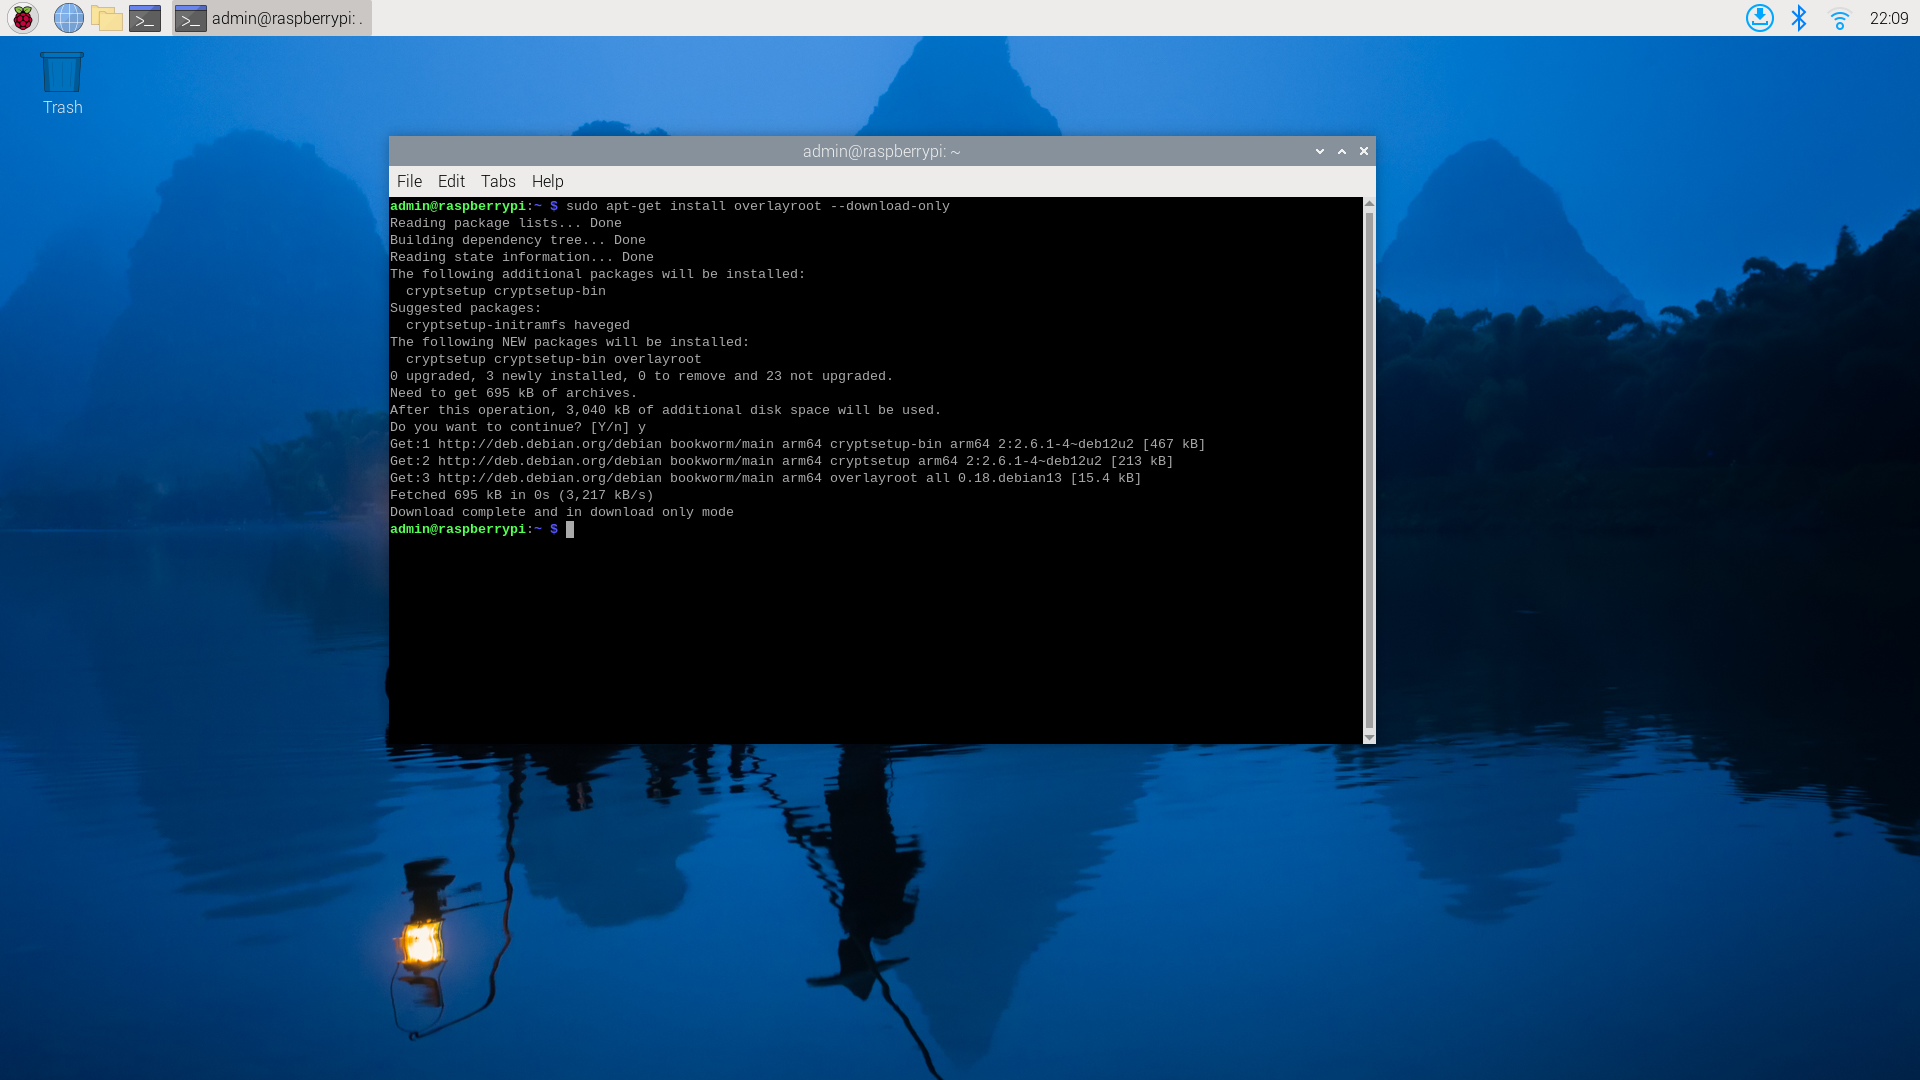 admin@raspberrypi: .
22:09
Trash
admin@raspberrypi: ~
File Edit Tabs Help
admin@raspberrypi:~ $ sudo apt-get install overlayroot --download-only
Reading package lists... Done
Building dependency tree... Done
Reading state information... Done
The following additional packages will be installed:
  cryptsetup cryptsetup-bin
Suggested packages:
  cryptsetup-initramfs haveged
The following NEW packages will be installed:
  cryptsetup cryptsetup-bin overlayroot
0 upgraded, 3 newly installed, 0 to remove and 23 not upgraded.
Need to get 695 kB of archives.
After this operation, 3,040 kB of additional disk space will be used.
Do you want to continue? [Y/n] y
Get:1 http://deb.debian.org/debian bookworm/main arm64 cryptsetup-bin arm64 2:2.6.1-4~deb12u2 [467 kB]
Get:2 http://deb.debian.org/debian bookworm/main arm64 cryptsetup arm64 2:2.6.1-4~deb12u2 [213 kB]
Get:3 http://deb.debian.org/debian bookworm/main arm64 overlayroot all 0.18.debian13 [15.4 kB]
Fetched 695 kB in 0s (3,217 kB/s)
Download complete and in download only mode
admin@raspberrypi:~ $